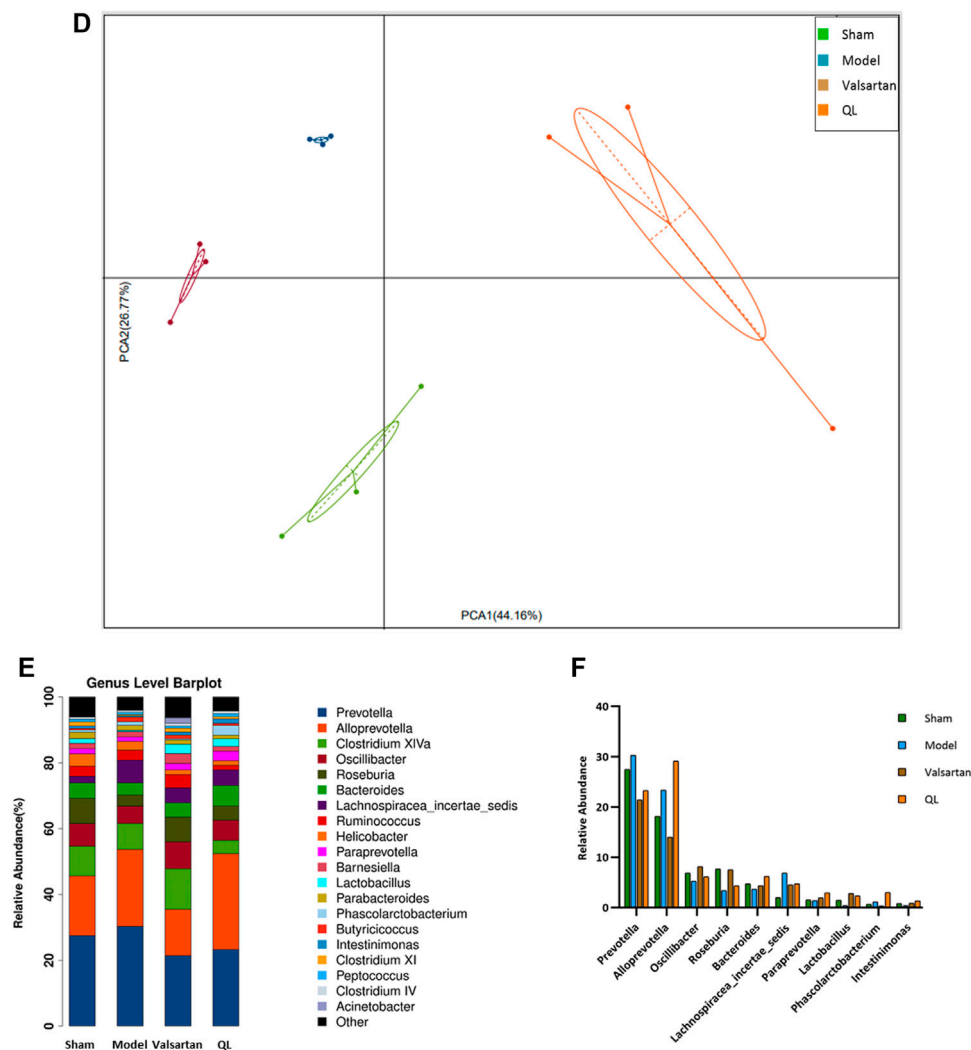 D
Sham
Model
Valsartan
QL
PCA2(26.77%)
PCA1(44.16%)
E
Genus Level Barplot
Relative Abundance(%)
100
80
60
40
20
0
Sham
Model
Valsartan
QL
Prevotella
Alloprevotella
Clostridium XIVa
Oscillibacter
Roseburia
Bacteroides
Lachnospiracea_incertae_sedis
Ruminococcus
Helicobacter
Paraprevotella
Barnesiella
Lactobacillus
Parabacteroides
Phascolarctobacterium
Butyricicoccus
Intestinimonas
Clostridium XI
Peptococcus
Clostridium IV
Acinetobacter
Other
F
Relative Abundance
40
30
20
10
0
Sham
Model
Valsartan
QL
Prevotella
Alloprevotella
Oscillibacter
Roseburia
Bacteroides
Lachnospiracea_incertae_sedis
Paraprevotella
Lactobacillus
Phascolarctobacterium
Intestinimonas